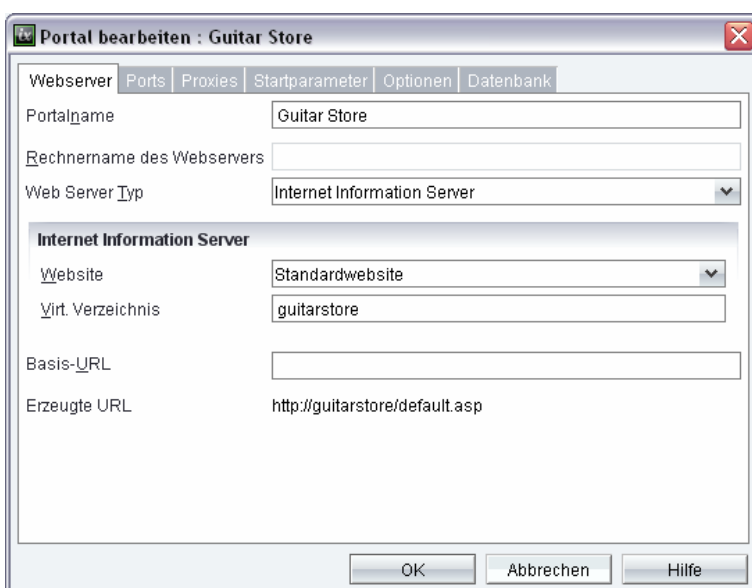 Portal bearbeiten : Guitar Store
Webserver Ports Proxies Startparameter Optionen Datenbank
Portalname Guitar Store
Rechnername des Webservers
Web Server Typ Internet Information Server
Internet Information Server
Website Standardwebsite
Virt. Verzeichnis guitarstore
Basis-URL
Erzeugte URL http://guitarstore/default.asp
OK Abbrechen Hilfe